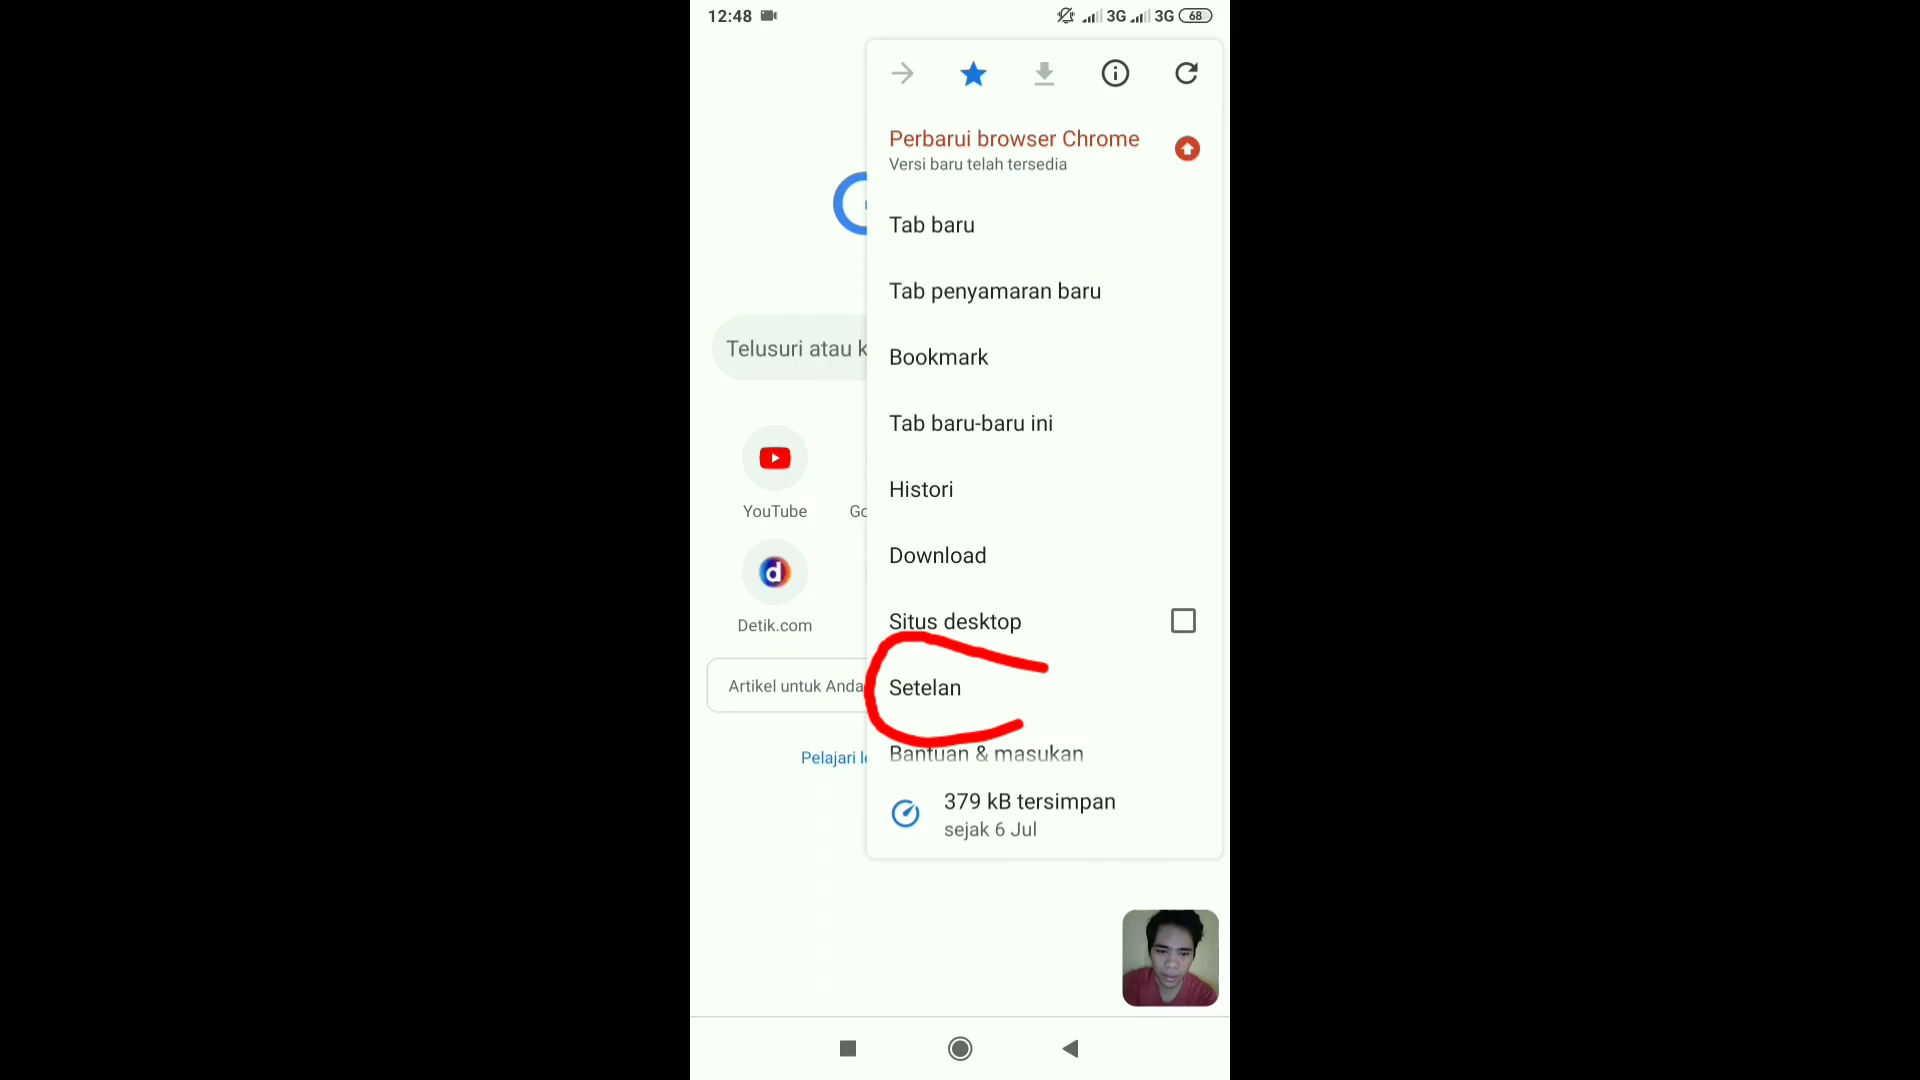 12:48
3G 3G 68
Perbarui browser Chrome
Versi baru telah tersedia
Tab baru
Tab penyamaran baru
Bookmark
Telusuri atau k
Tab baru-baru ini
Histori
YouTube
Go
Download
d
Detik.com
Situs desktop
Artikel untuk Anda
Setelan
Pelajari le
Bantuan & masukan
379 kB tersimpan
sejak 6 Jul